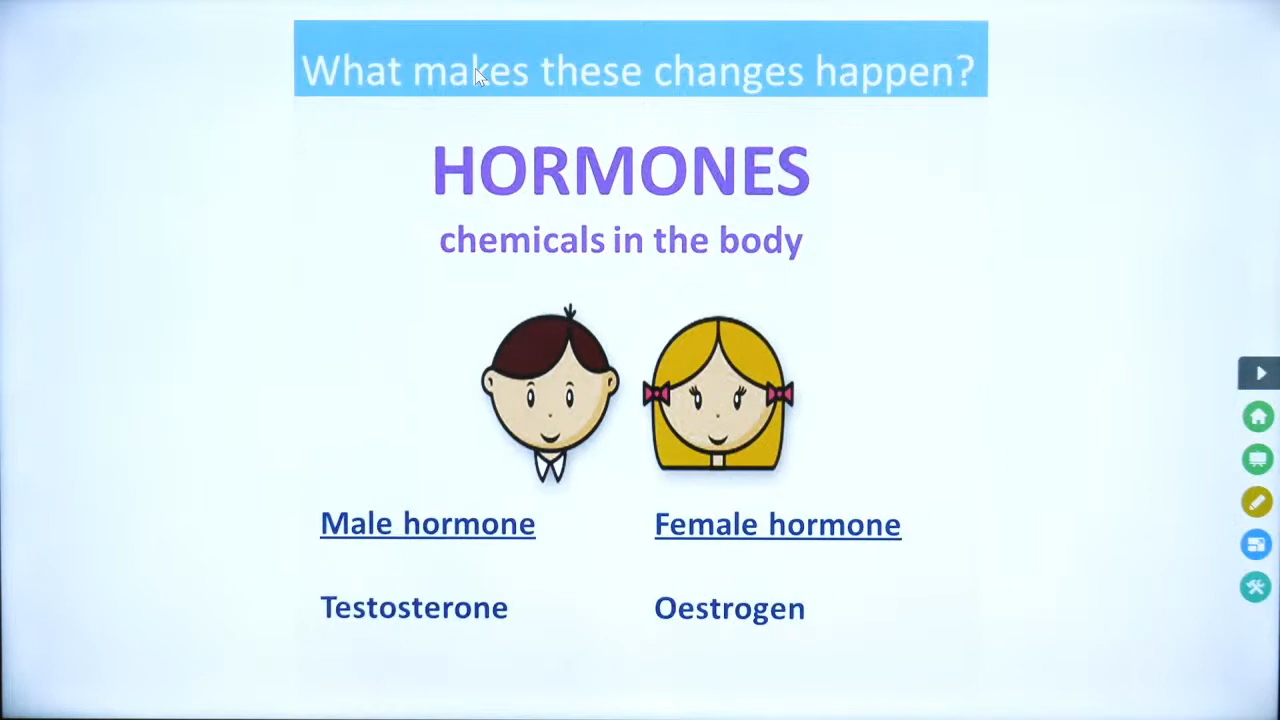 What makes these changes happen?
HORMONES
chemicals in the body
Male hormone
Female hormone
Testosterone
Oestrogen